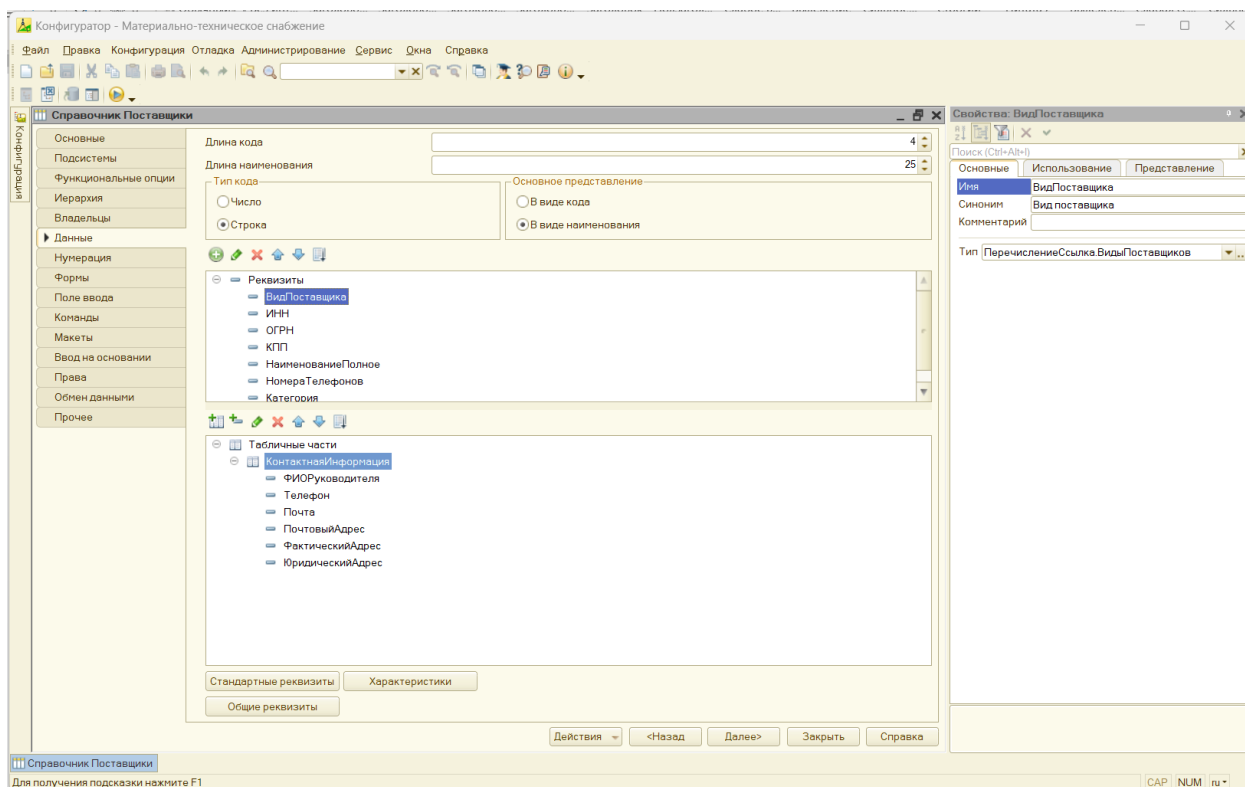 Конфигуратор - Материально-техническое снабжение
Файл Правка Конфигурация Отладка Администрирование Сервис Окна Справка
Конфигурация
Справочник Поставщики
Основные
Подсистемы
Функциональные опции
Иерархия
Владельцы
Данные
Нумерация
Формы
Поле ввода
Команды
Макеты
Ввод на основании
Права
Обмен данными
Прочее
Длина кода 4
Длина наименования 25
Тип кода
Число
Строка
Основное представление
В виде кода
В виде наименования
Реквизиты
ВидПоставщика
ИНН
ОГРН
КПП
НаименованиеПолное
НомераТелефонов
Категория
Табличные части
КонтактнаяИнформация
ФИОРуководителя
Телефон
Почта
ПочтовыйАдрес
ФактическийАдрес
ЮридическийАдрес
Стандартные реквизиты Характеристики
Общие реквизиты
Действия <Назад Далее> Закрыть Справка
Свойства: ВидПоставщика
Поиск (Ctrl+Alt+I)
Основные Использование Представление
Имя ВидПоставщика
Синоним Вид поставщика
Комментарий
Тип ПеречислениеСсылка.ВидыПоставщиков
Справочник Поставщики
Для получения подсказки нажмите F1
CAP NUM ru